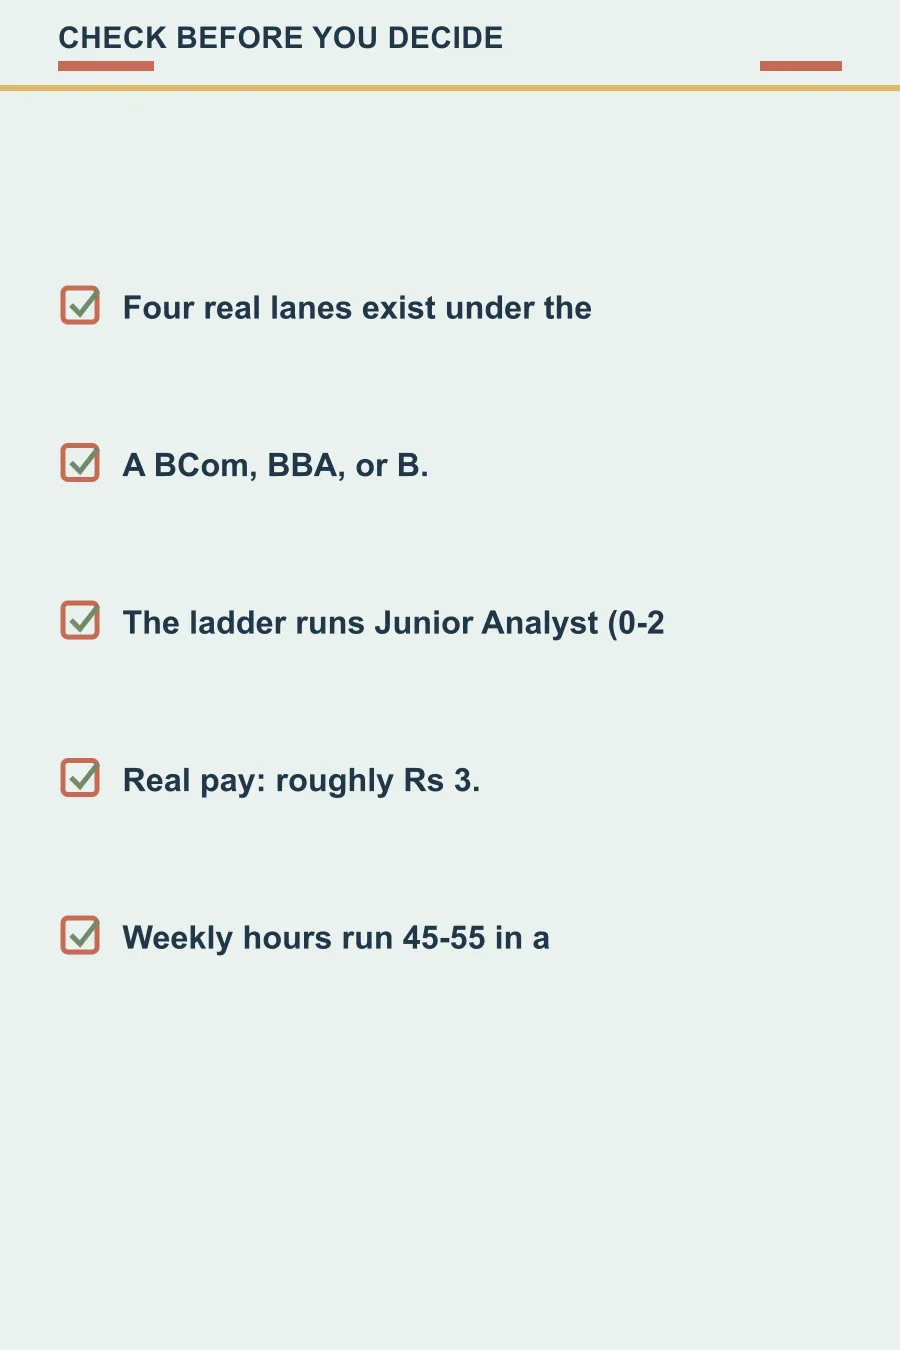 CHECK BEFORE YOU DECIDE
Four real lanes exist under the
A BCom, BBA, or B.
The ladder runs Junior Analyst (0-2
Real pay: roughly Rs 3.
Weekly hours run 45-55 in a